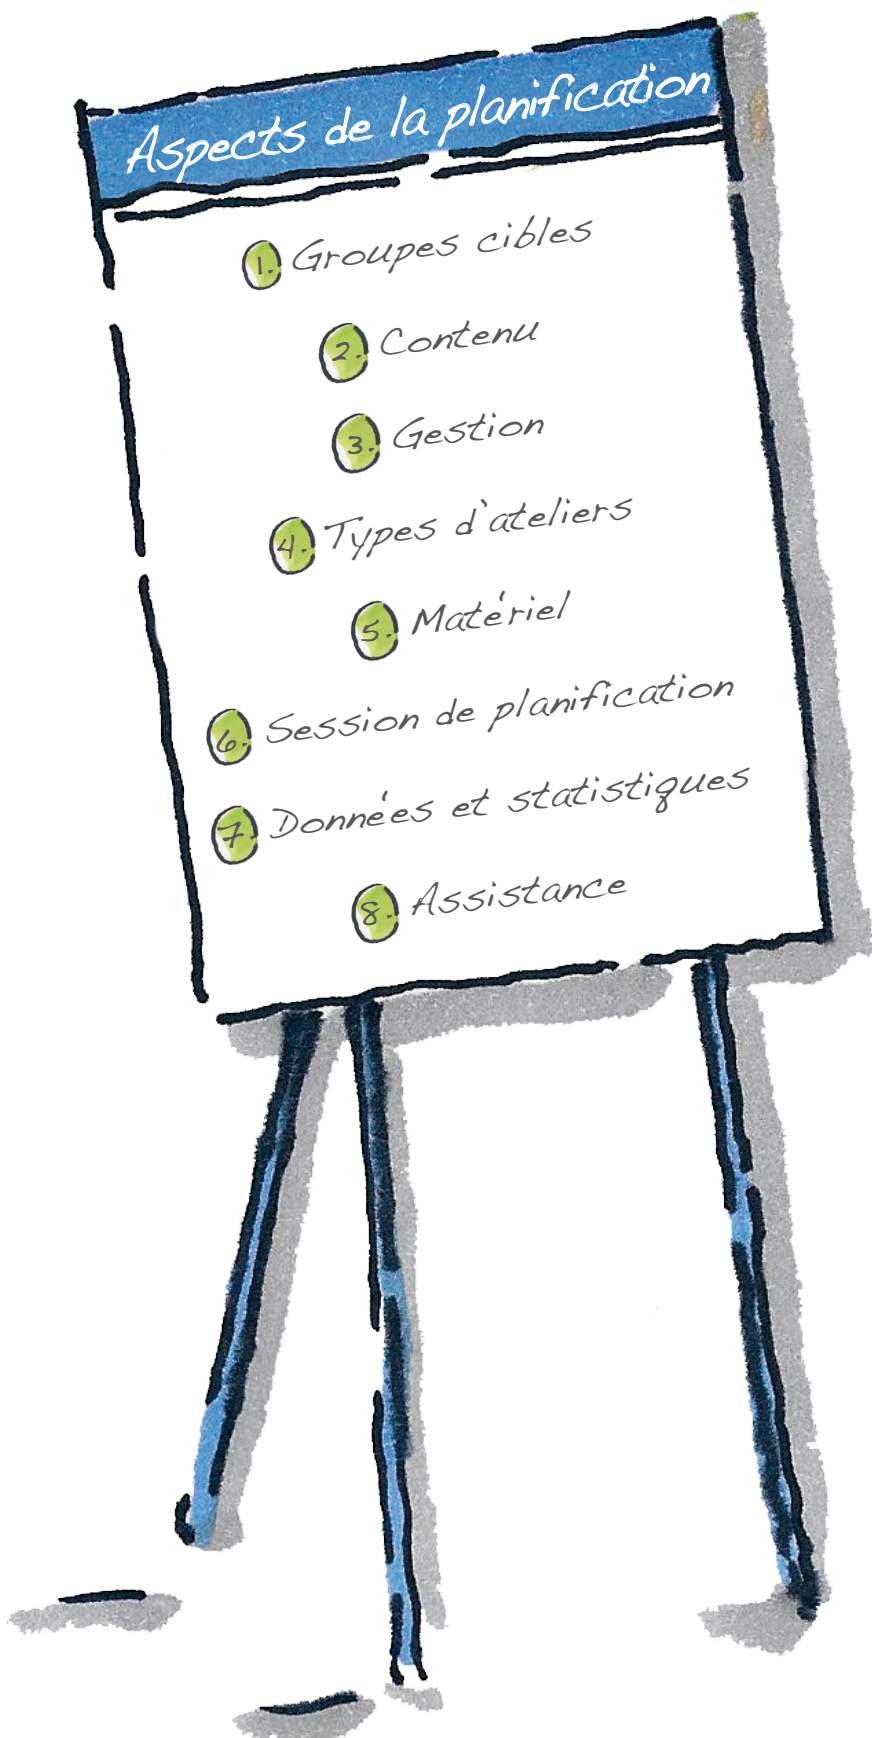 Aspects de la planification
1. Groupes cibles
2. Contenu
3. Gestion
4. Types d'ateliers
5. Matériel
6. Session de planification
7. Données et statistiques
8. Assistance